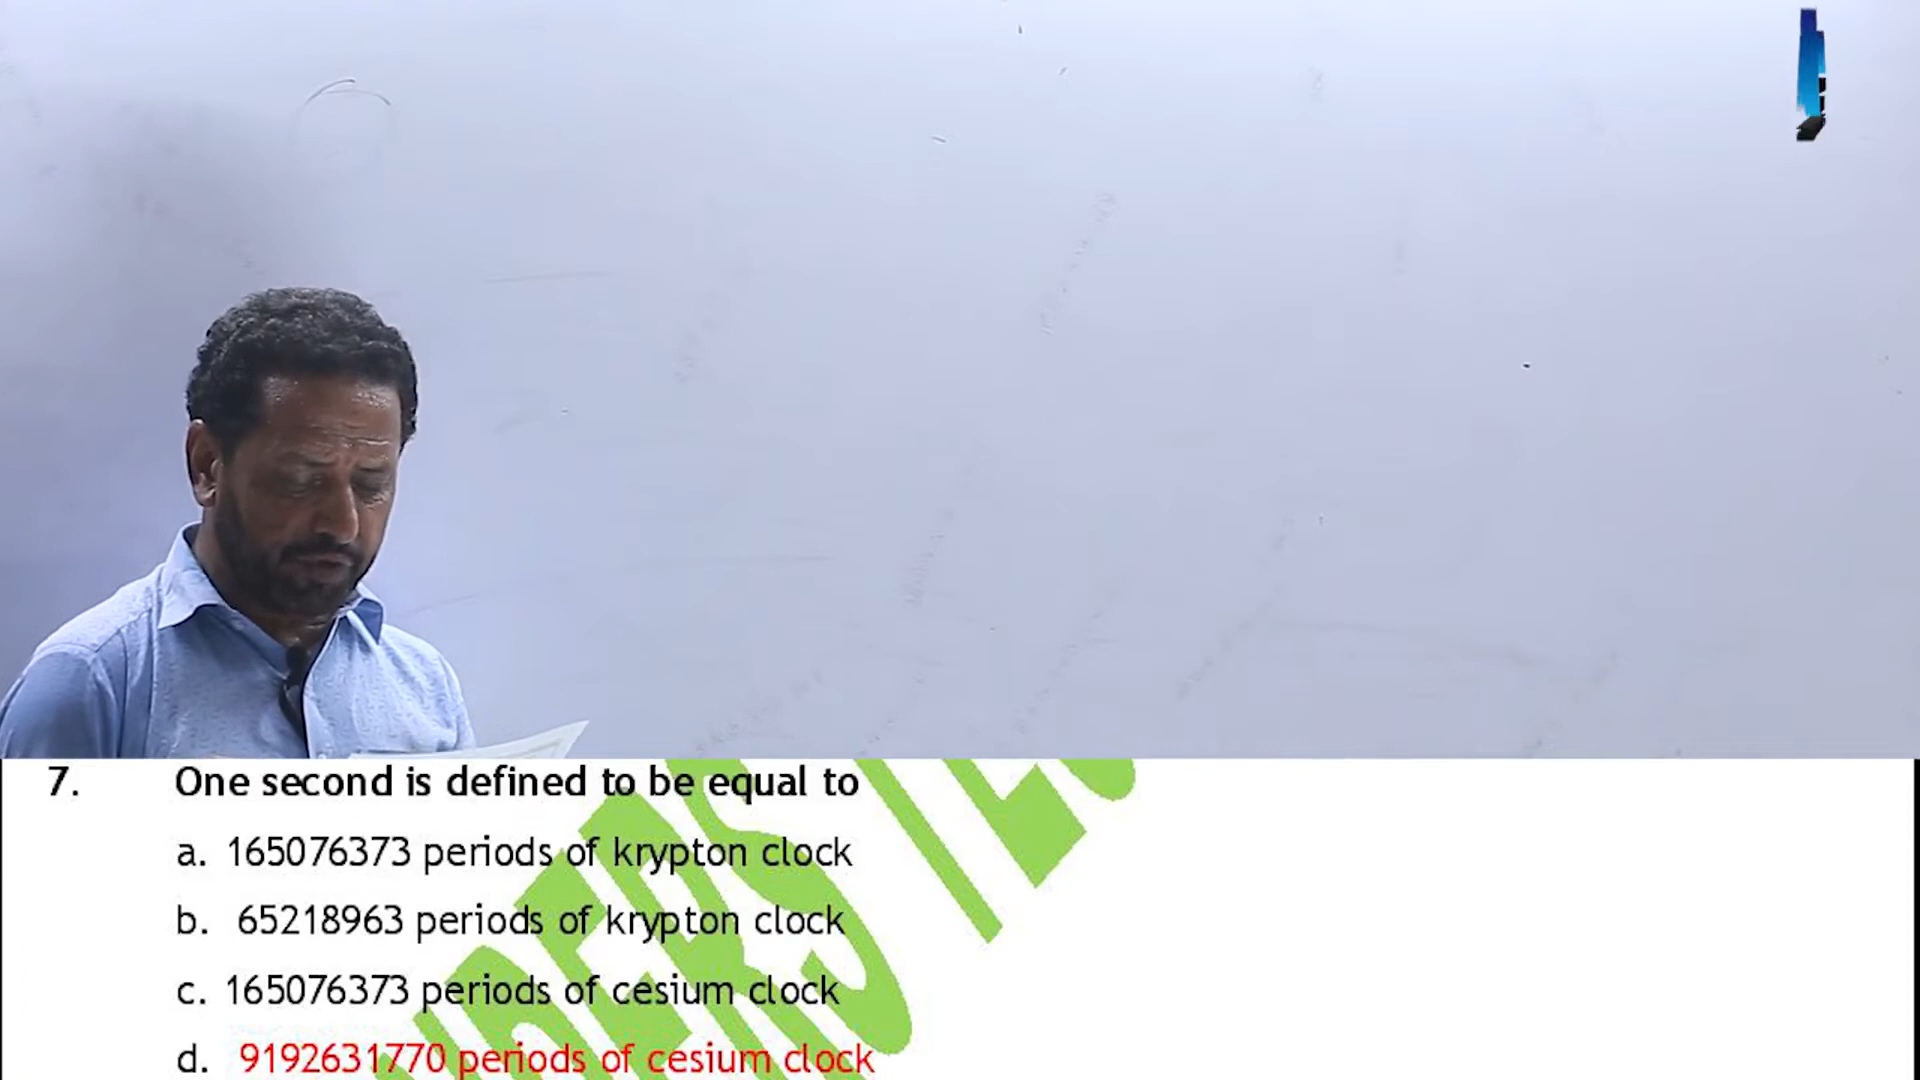 7. One second is defined to be equal to
a. 165076373 periods of krypton clock
b. 65218963 periods of krypton clock
c. 165076373 periods of cesium clock
d. 9192631770 periods of cesium clock